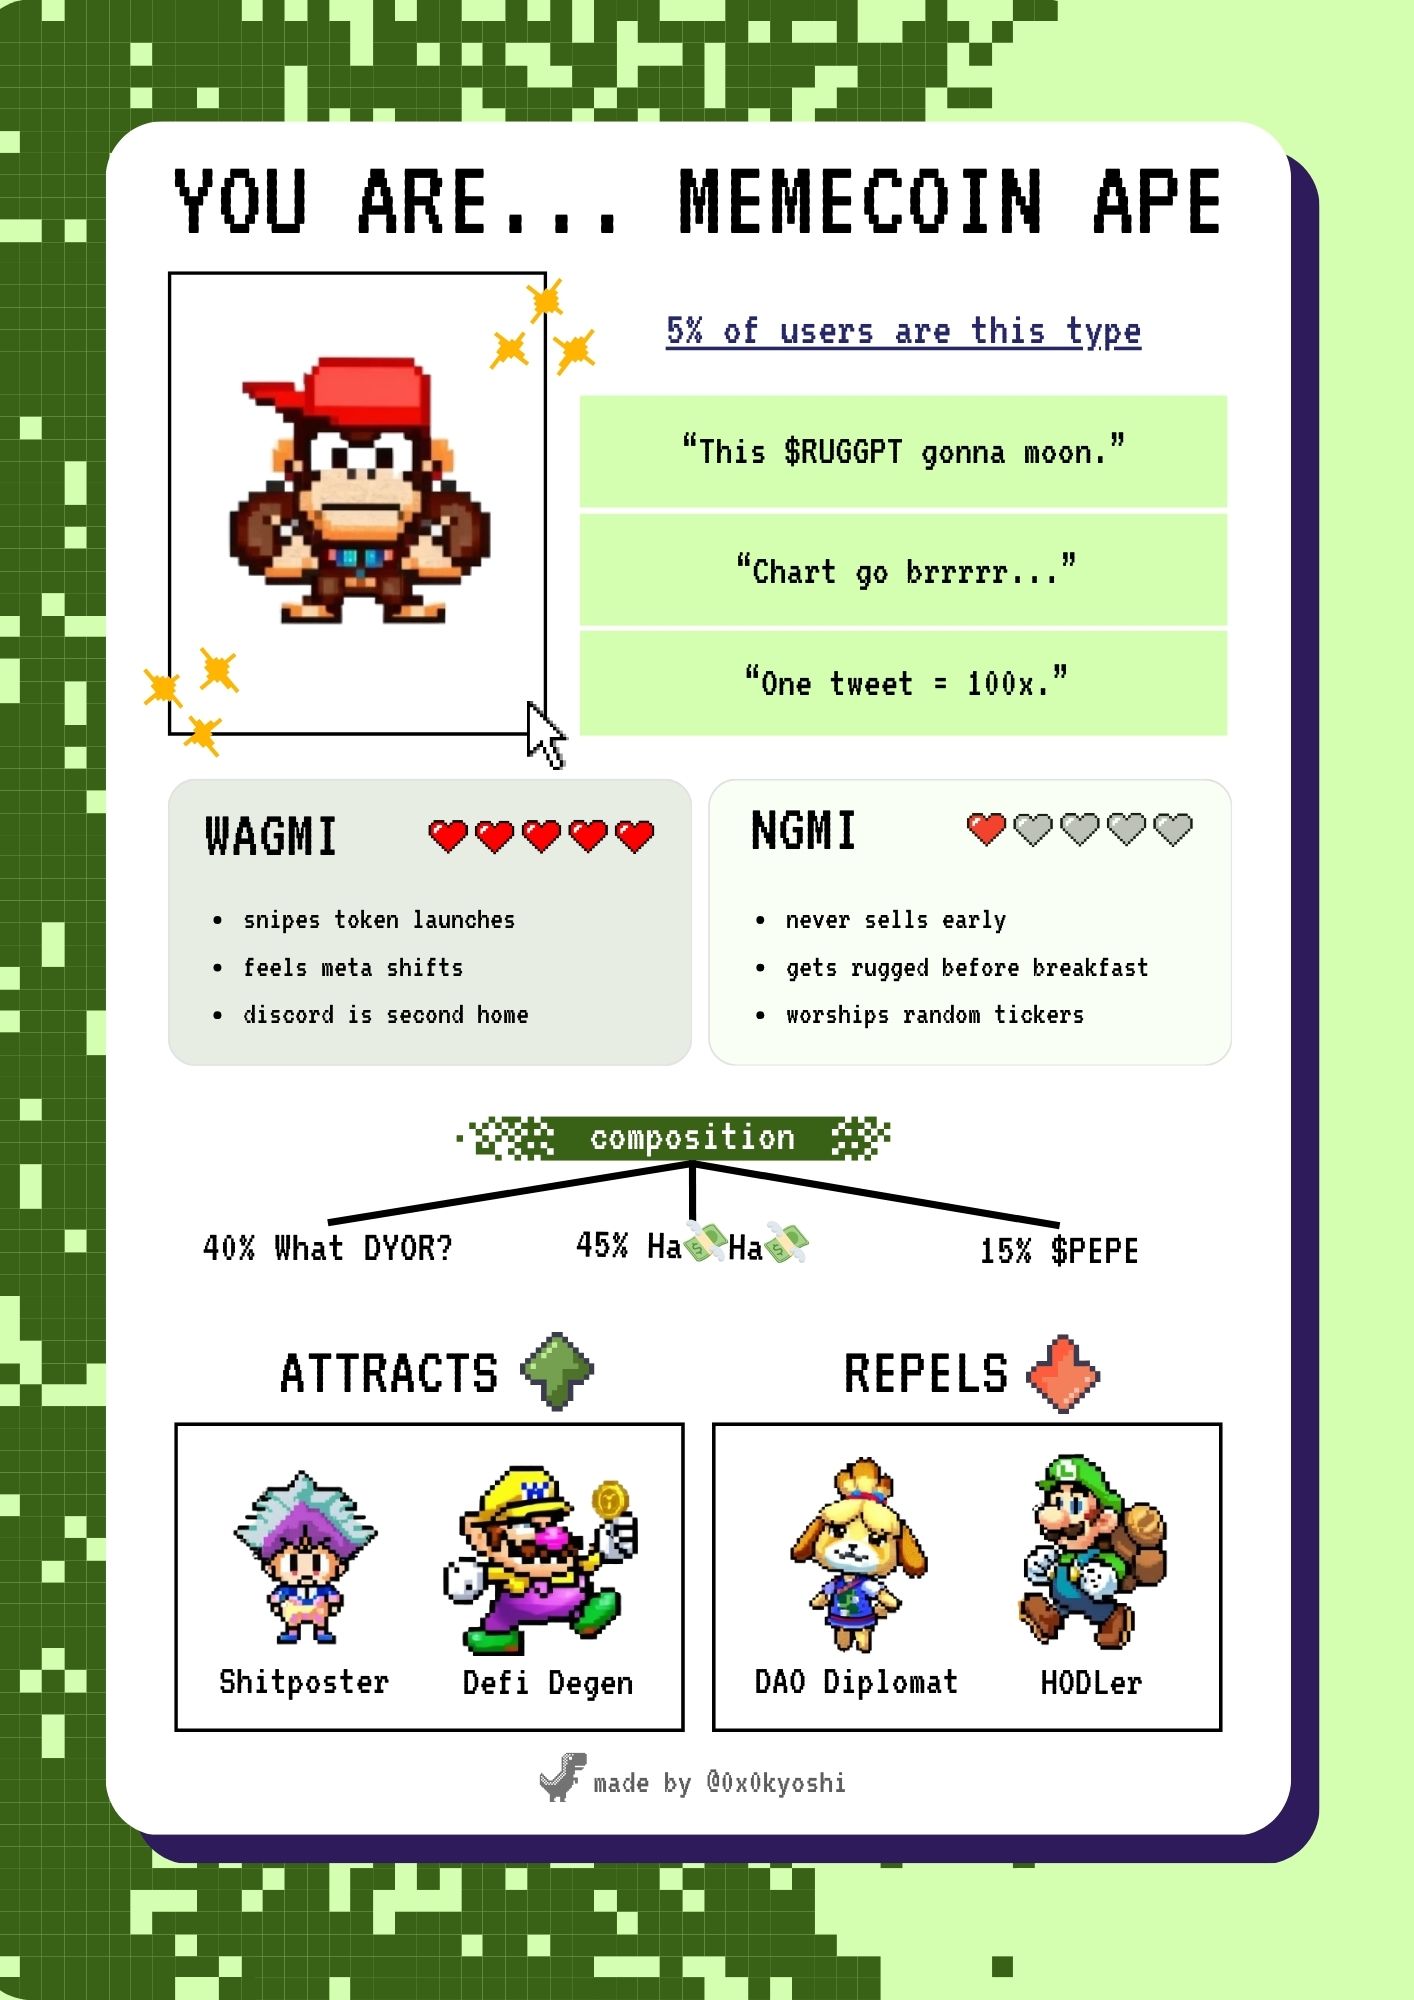 YOU ARE... MEMECOIN APE
5% of users are this type
“This $RUGGPT gonna moon.”
“Chart go brrrrr...”
“One tweet = 100x.”
WAGMI
• snipes token launches
• feels meta shifts
• discord is second home
NGMI
• never sells early
• gets rugged before breakfast
• worships random tickers
composition
40% What DYOR?
45% Ha💸Ha💸
15% $PEPE
ATTRACTS
Shitposter
Defi Degen
REPELS
DAO Diplomat
HODLer
made by @0x0kyoshi